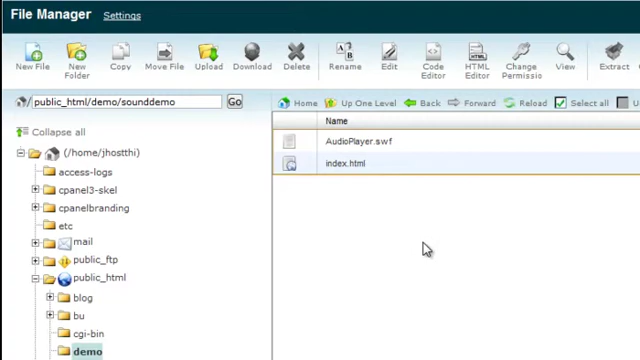 File Manager Settings
New File New Folder Copy Move File Upload Download Delete Rename Edit Code Editor HTML Editor Change Permissio View Extract
/ public_html/demo/sounddemo Go
Home Up One Level Back Forward Reload Select all U
Collapse all
Name
(/home/jhostthi)
AudioPlayer.swf
access-logs
index.html
cpanel3-skel
cpanelbranding
etc
mail
public_ftp
public_html
blog
bu
cgi-bin
demo